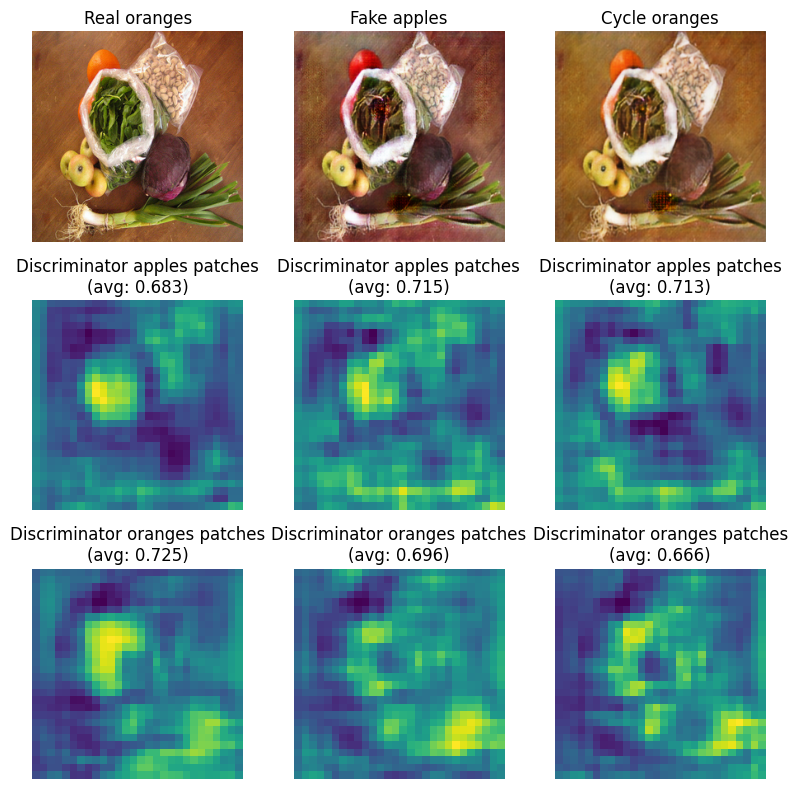 Real oranges
Fake apples
Cycle oranges
Discriminator apples patches
(avg: 0.683)
Discriminator apples patches
(avg: 0.715)
Discriminator apples patches
(avg: 0.713)
Discriminator oranges patches
(avg: 0.725)
Discriminator oranges patches
(avg: 0.696)
Discriminator oranges patches
(avg: 0.666)